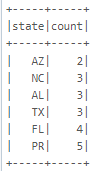 +-----+-----+
|state|count|
+-----+-----+
|   AZ|    2|
|   NC|    3|
|   AL|    3|
|   TX|    3|
|   FL|    4|
|   PR|    5|
+-----+-----+